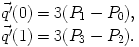 q⃗′(0) = 3(P₁ − P₀),
q⃗′(1) = 3(P₃ − P₂).